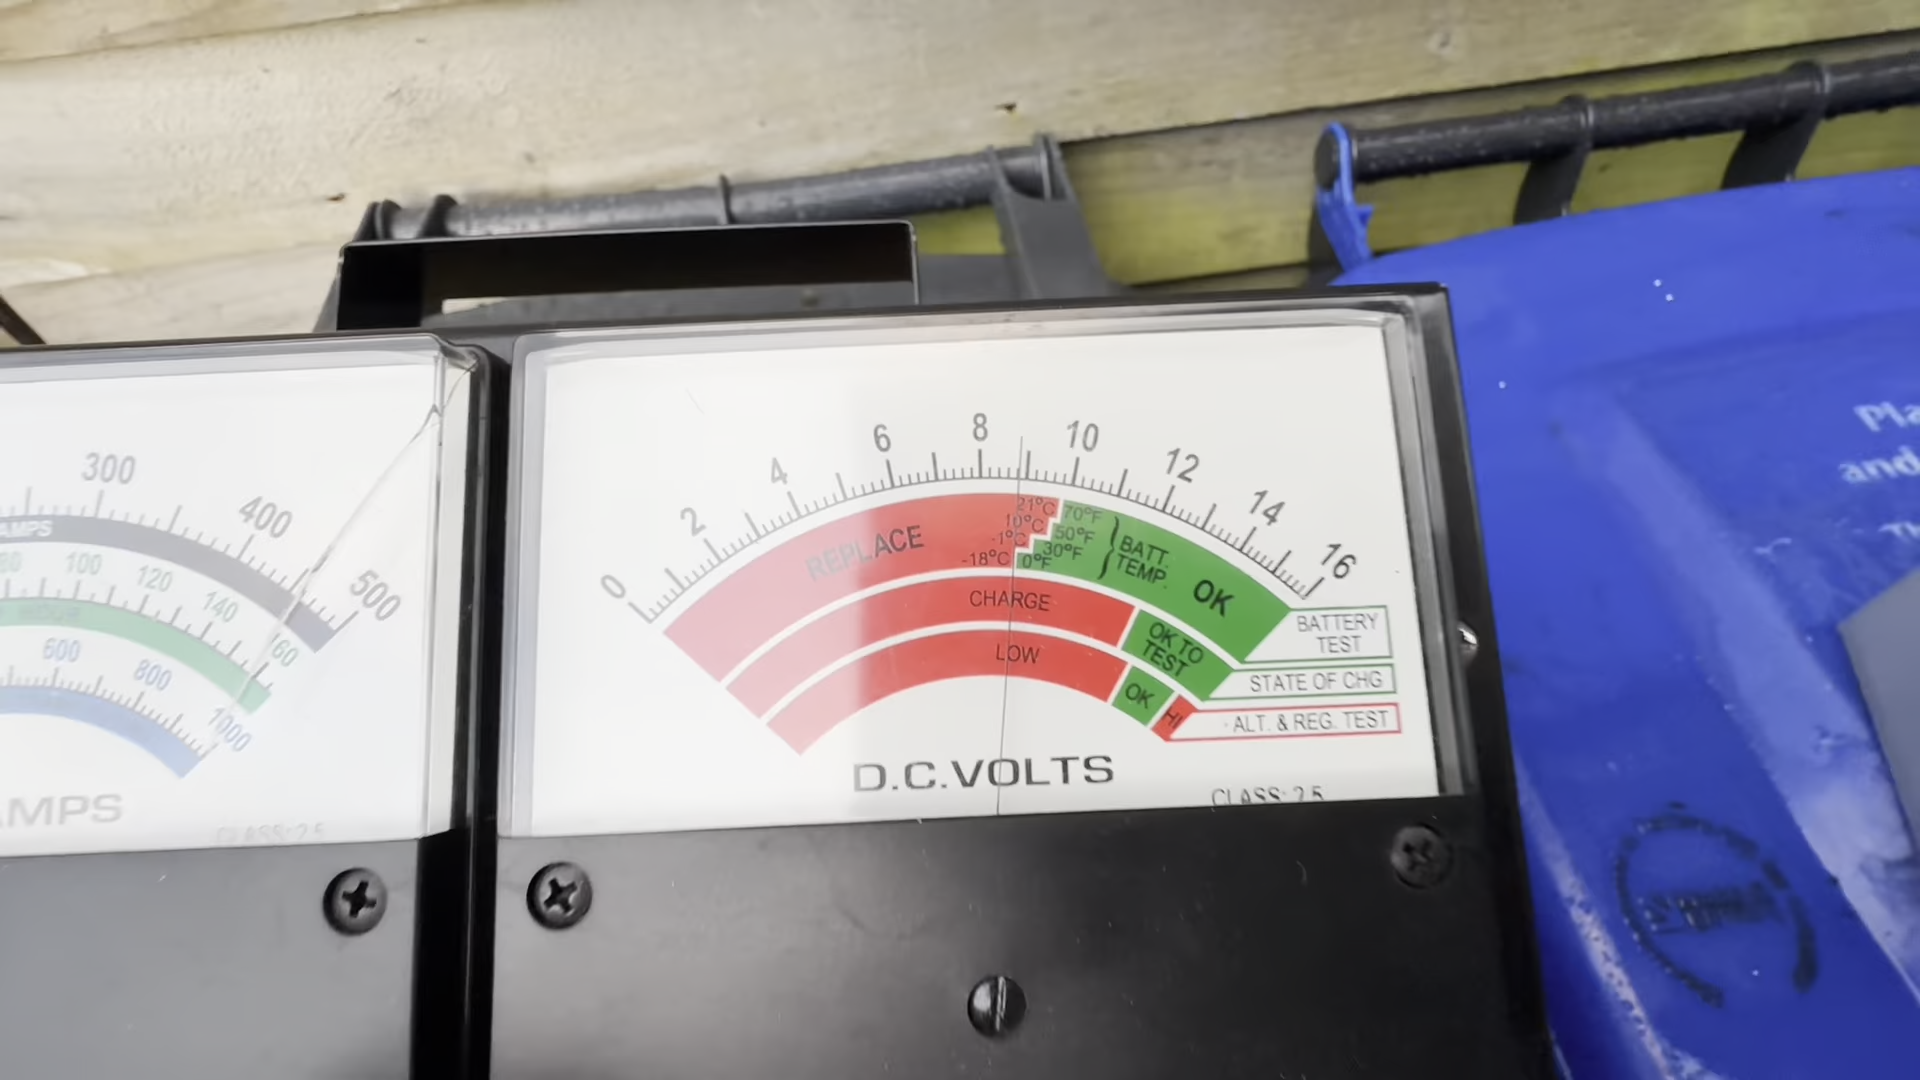 300
400
500
AMPS
80
100
120
140
160
600
800
1000
AMPS
CLASS: 2.5
0
2
4
6
8
10
12
14
16
REPLACE
21°C 70°F
10°C 50°F
-1°C 30°F
-18°C 0°F
BATT.
TEMP.
OK
CHARGE
OK TO
TEST
LOW
OK
HI
BATTERY
TEST
STATE OF CHG
ALT. & REG. TEST
D.C.VOLTS
CLASS: 2.5
and